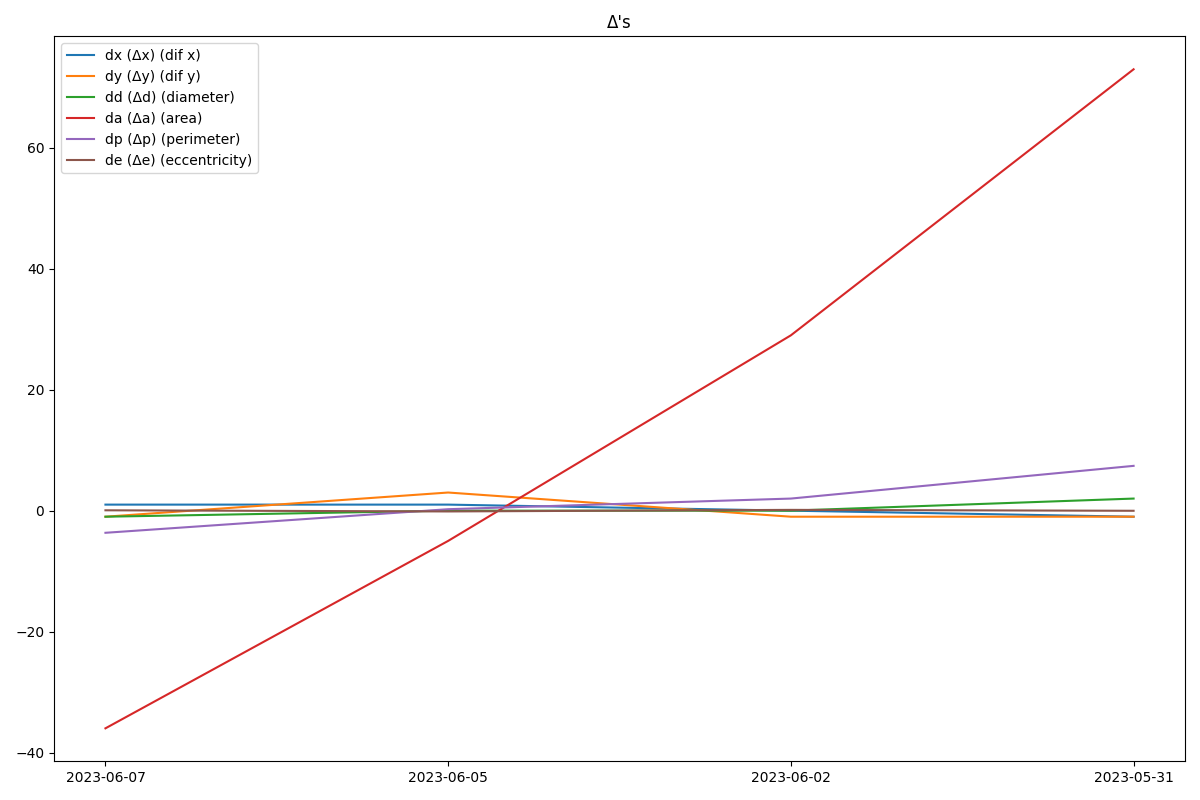 Δ's
dx (Δx) (dif x)
dy (Δy) (dif y)
dd (Δd) (diameter)
da (Δa) (area)
dp (Δp) (perimeter)
de (Δe) (eccentricity)
60
40
20
0
−20
−40
2023-06-07 2023-06-05 2023-06-02 2023-05-31